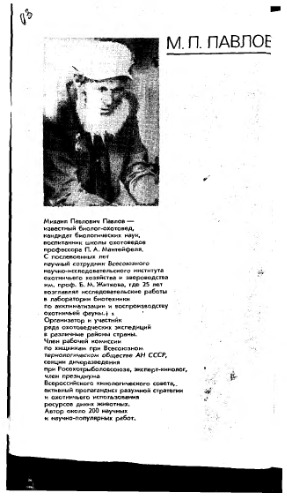 03
М. П. ПАВЛОВ
Михаил Павлович Павлов —
известный биолог-охотовед,
кандидат биологических наук,
воспитанник школы охотоведов
профессора П. А. Мантейфеля.
С послевоенных лет
научный сотрудник Всесоюзного
научно-исследовательского института
охотничьего хозяйства и звероводства
им. проф. Б. М. Житкова, где 25 лет
возглавлял исследовательские работы
в лаборатории биотехнии
по акклиматизации и воспроизводству
охотничьей фауны.
Организатор и участник
ряда охотоведческих экспедиций
в различные районы страны.
Член рабочей комиссии
по хищникам при Всесоюзном
териологическом обществе АН СССР,
секции дичеразведения
при Росохотрыболовсоюзе, эксперт-кинолог,
член президиума
Всероссийского кинологического совета,
активный пропагандист разумной стратегии
к охотничьего использования
ресурсов диких животных.
Автор около 200 научных
и научно-популярных работ.